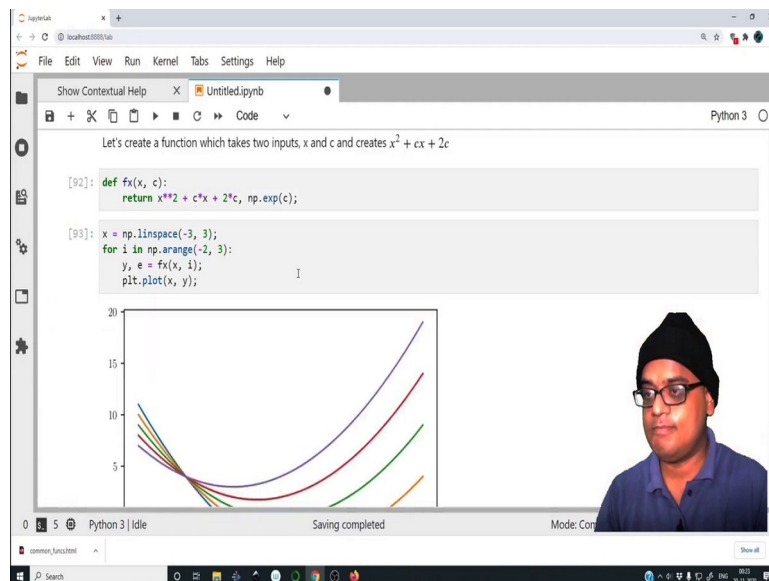 JupyterLab
localhost:8888/lab
File Edit View Run Kernel Tabs Settings Help
Show Contextual Help
Untitled.ipynb
Code
Python 3
Let's create a function which takes two inputs, x and c and creates x² + cx + 2c
[92]: def fx(x, c):
return x**2 + c*x + 2*c, np.exp(c);
[93]: x = np.linspace(-3, 3);
for i in np.arange(-2, 3):
y, e = fx(x, i);
plt.plot(x, y);
20
15
10
5
0 5 Python 3 | Idle Saving completed Mode: Com
common_funcs.html Show all
Search
ENG 00:23